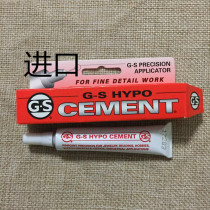 进口
G-S PRECISION
APPLICATOR
FOR FINE DETAIL WORK
G-S HYPO
G-S
CEMENT
G-S
G-S HYPO CEMENT